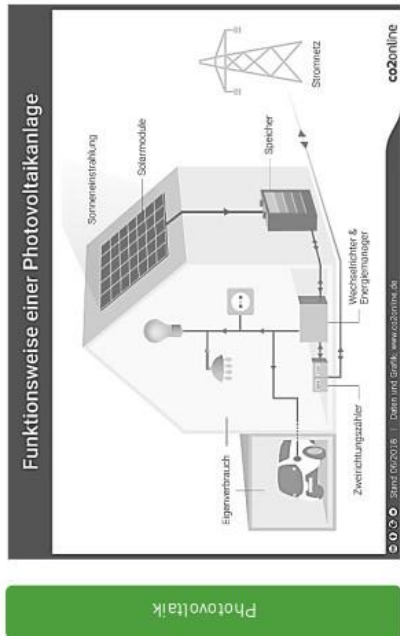 Photovoltaik
Funktionsweise einer Photovoltaikanlage
Sonneneinstrahlung
Solarmodule
Stromnetz
Eigenverbrauch
Speicher
Wechselrichter &
Energiemanager
Zweirichtungszähler
Stand 06/2016 | Daten und Grafik: www.co2online.de
co2online